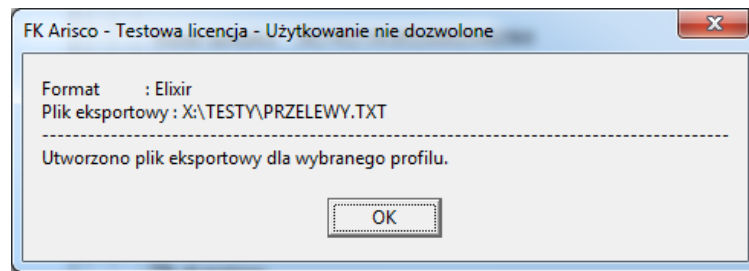 FK Arisco - Testowa licencja - Użytkowanie nie dozwolone
Format : Elixir
Plik eksportowy : X:\TESTY\PRZELEWY.TXT
Utworzono plik eksportowy dla wybranego profilu.
OK